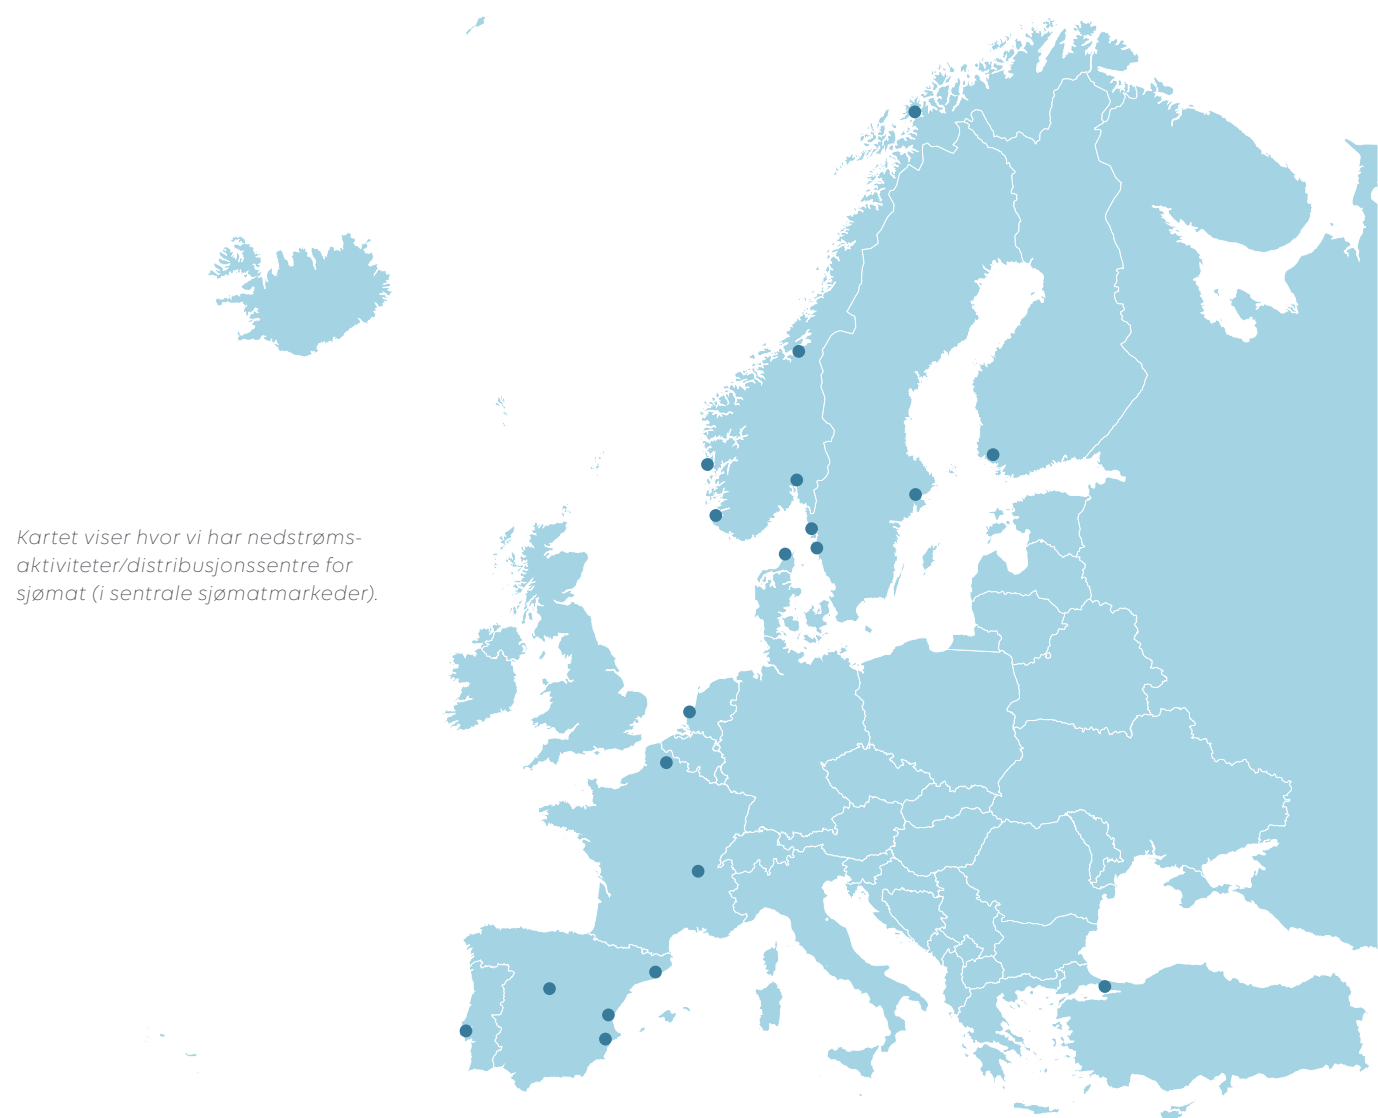 Kartet viser hvor vi har nedstrøms-
aktiviteter/distribusjonssentre for
sjømat (i sentrale sjømatmarkeder).